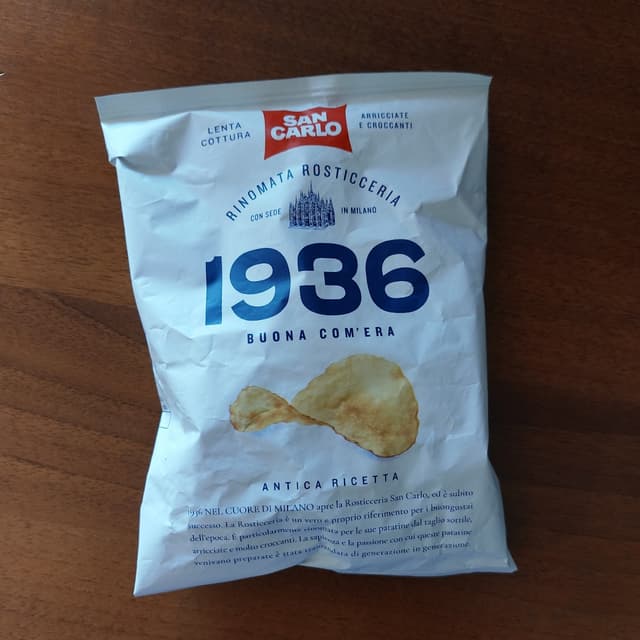 LENTA
COTTURA
SAN
CARLO
ARRICCIATE
E CROCCANTI
RINOMATA ROSTICCERIA
CON SEDE IN MILANO
1936
BUONA COM'ERA
ANTICA RICETTA
1936 NEL CUORE DI MILANO apre la Rosticceria San Carlo, ed è subito
successo. La Rosticceria è un vero e proprio riferimento per i buongustai
dell'epoca. È particolarmente rinomata per le sue patatine dal taglio sottile,
arricciate e molto croccanti. La sapienza e la passione con cui queste patatine
venivano preparate è stata tramandata di generazione in generazione.